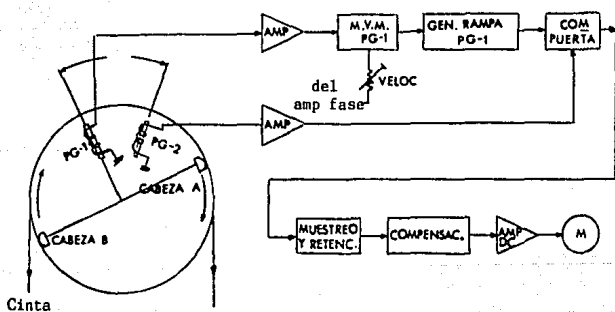 AMP
M.V.M.
PG-1
GEN. RAMPA
PG-1
COM
PUERTA
del
amp fase
VELOC
AMP
PG-1
PG-2
CABEZA A
CABEZA B
MUESTREO
Y RETENC.
COMPENSAC.
AMP
DC
M
Cinta